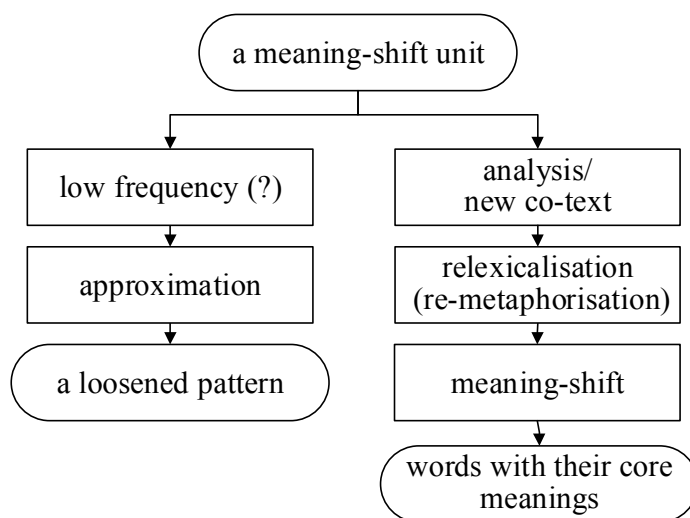 a meaning-shift unit
low frequency (?)
approximation
a loosened pattern
analysis/
new co-text
relexicalisation
(re-metaphorisation)
meaning-shift
words with their core
meanings